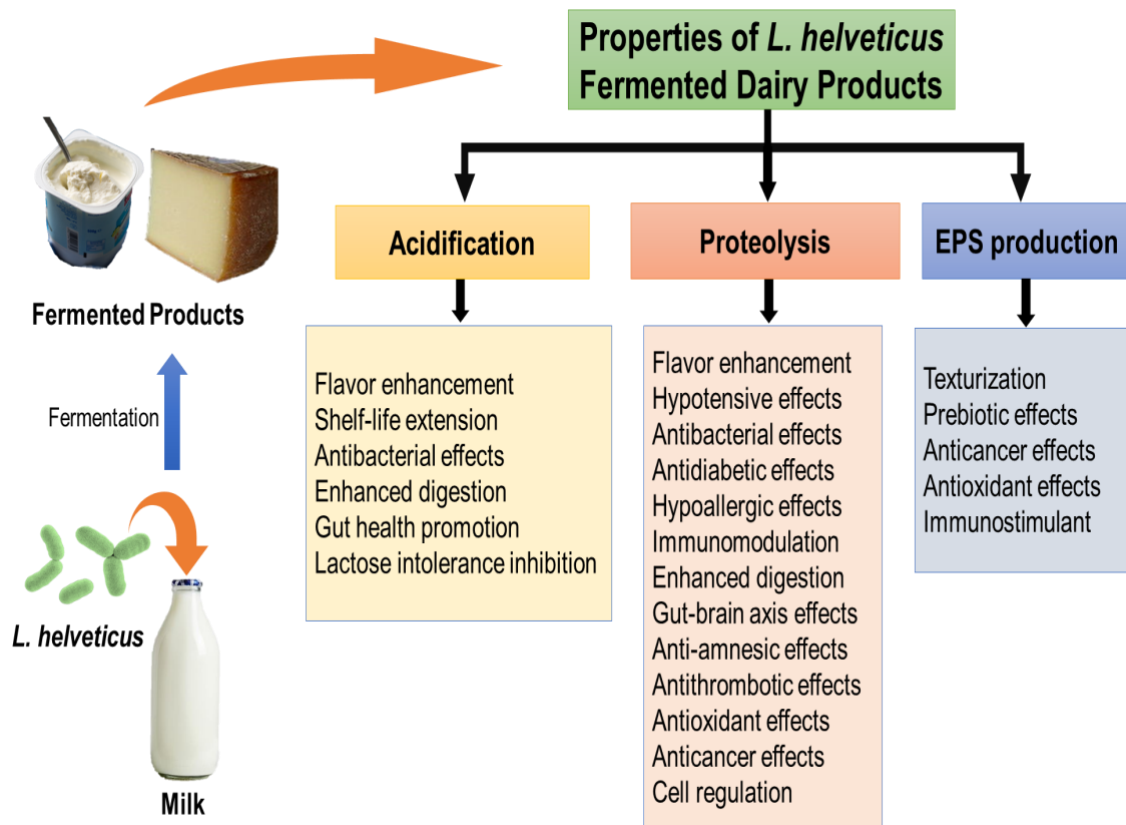 Properties of L. helveticus
Fermented Dairy Products
Acidification
Proteolysis
EPS production
Fermented Products
Fermentation
L. helveticus
Milk
Flavor enhancement
Shelf-life extension
Antibacterial effects
Enhanced digestion
Gut health promotion
Lactose intolerance inhibition
Flavor enhancement
Hypotensive effects
Antibacterial effects
Antidiabetic effects
Hypoallergic effects
Immunomodulation
Enhanced digestion
Gut-brain axis effects
Anti-amnesic effects
Antithrombotic effects
Antioxidant effects
Anticancer effects
Cell regulation
Texturization
Prebiotic effects
Anticancer effects
Antioxidant effects
Immunostimulant